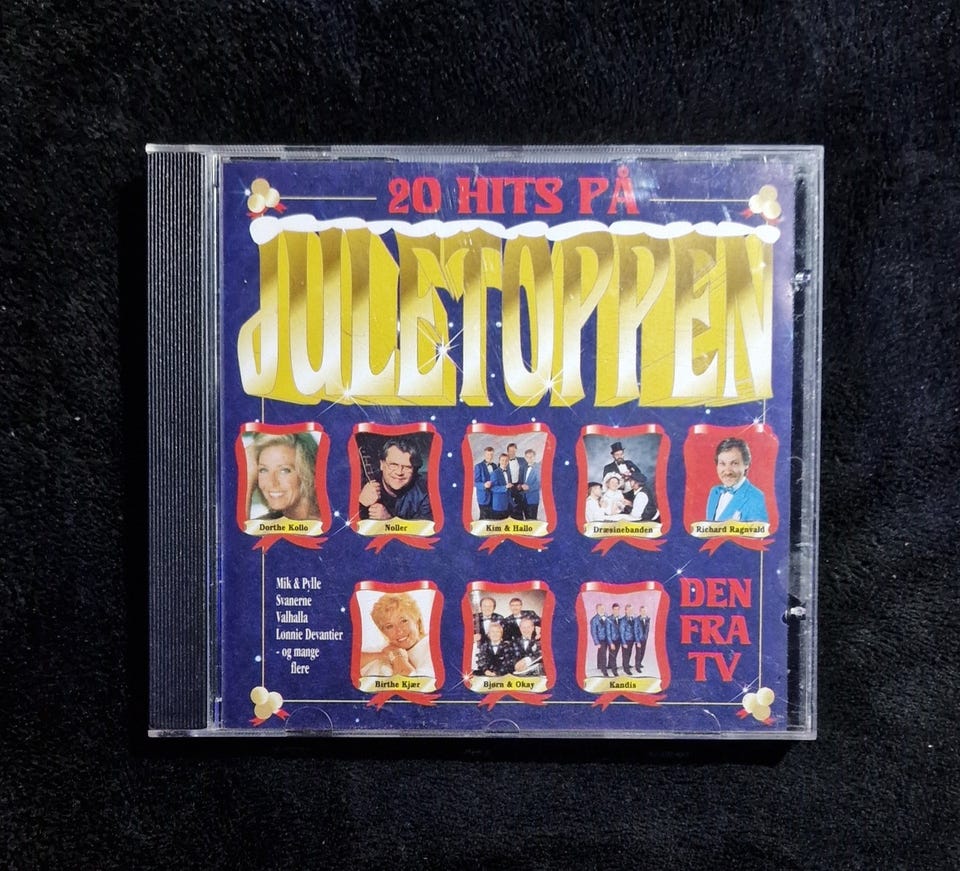 20 HITS PÅ
JULETOPPEN
Dorthe Kollo
Noller
Kim & Hallo
Dræsinebanden
Richard Ragnvald
Mik & Pylle
Svanerne
Valhalla
Lonnie Devantier
- og mange
flere
Birthe Kjær
Bjørn & Okay
Kandis
DEN
FRA
TV